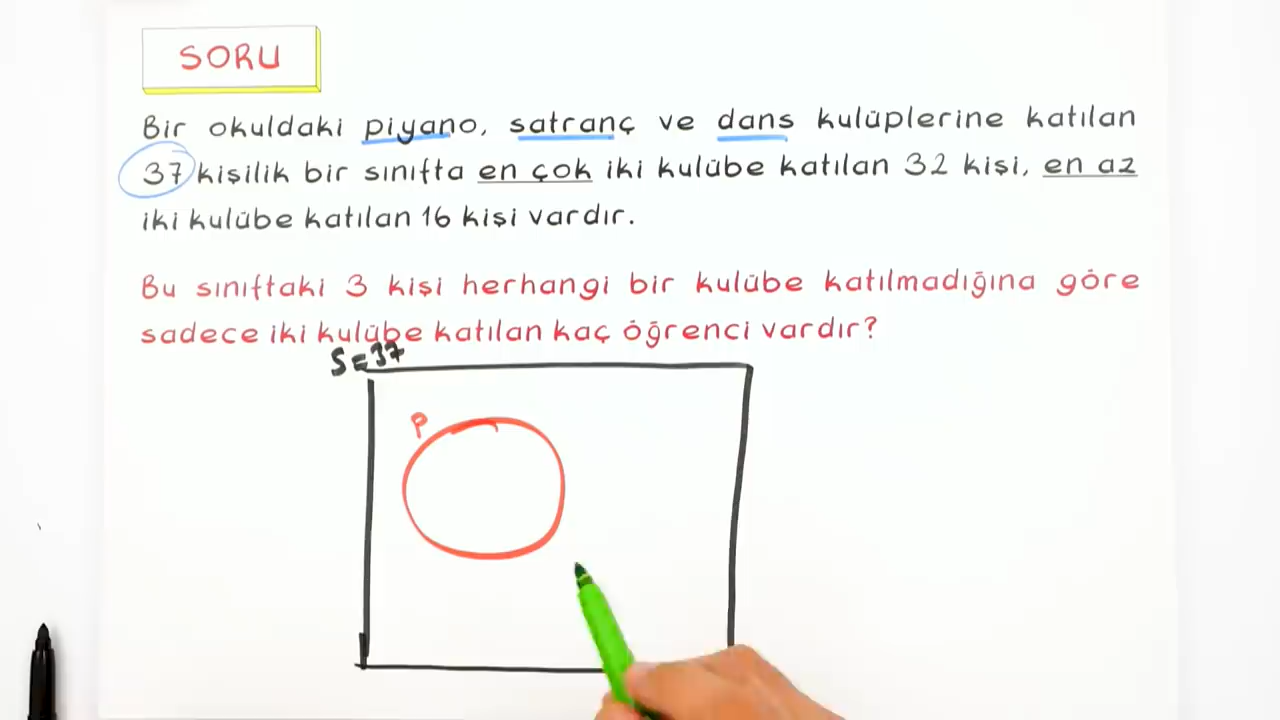 SORU
Bir okuldaki piyano, satranç ve dans kulüplerine katılan
37 kişilik bir sınıfta en çok iki kulübe katılan 32 kişi, en az
iki kulübe katılan 16 kişi vardır.
Bu sınıftaki 3 kişi herhangi bir kulübe katılmadığına göre
sadece iki kulübe katılan kaç öğrenci vardır?
S=37
P